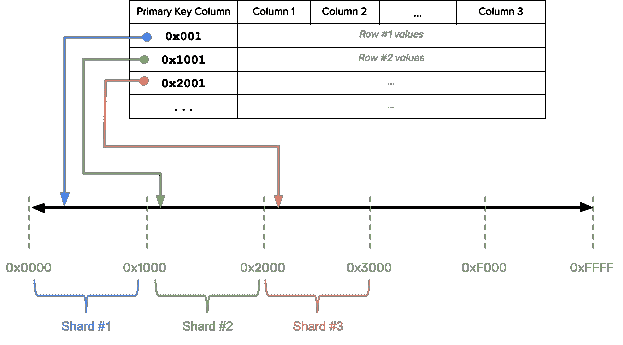 Primary Key Column Column 1 Column 2 ... Column 3
0x001 Row #1 values
0x1001 Row #2 values
0x2001 ...
... ...
0x0000 0x1000 0x2000 0x3000 0xF000 0xFFFF
Shard #1 Shard #2 Shard #3